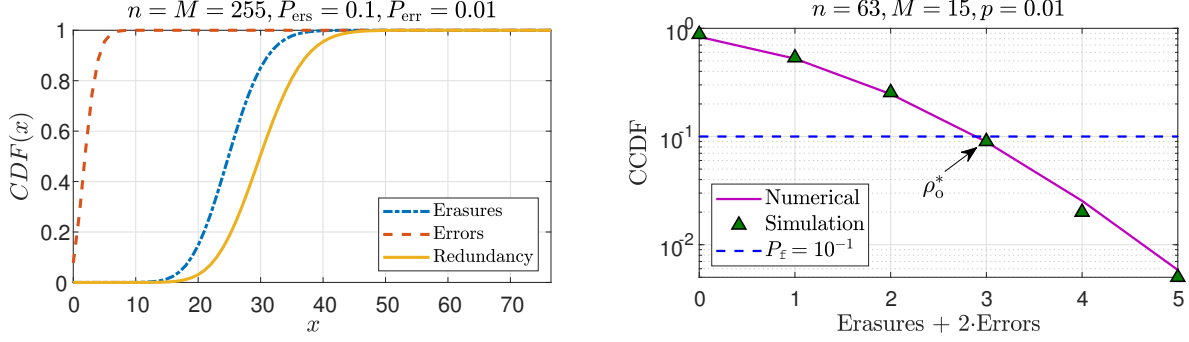 n = M = 255, P_ers = 0.1, P_err = 0.01
CDF(x)
1
0.8
0.6
0.4
0.2
0
Erasures
Errors
Redundancy
0 10 20 30 40 50 60 70
x
n = 63, M = 15, p = 0.01
CCDF
10^0
10^-1
10^-2
ρ_o^*
Numerical
Simulation
P_f = 10^-1
0 1 2 3 4 5
Erasures + 2·Errors